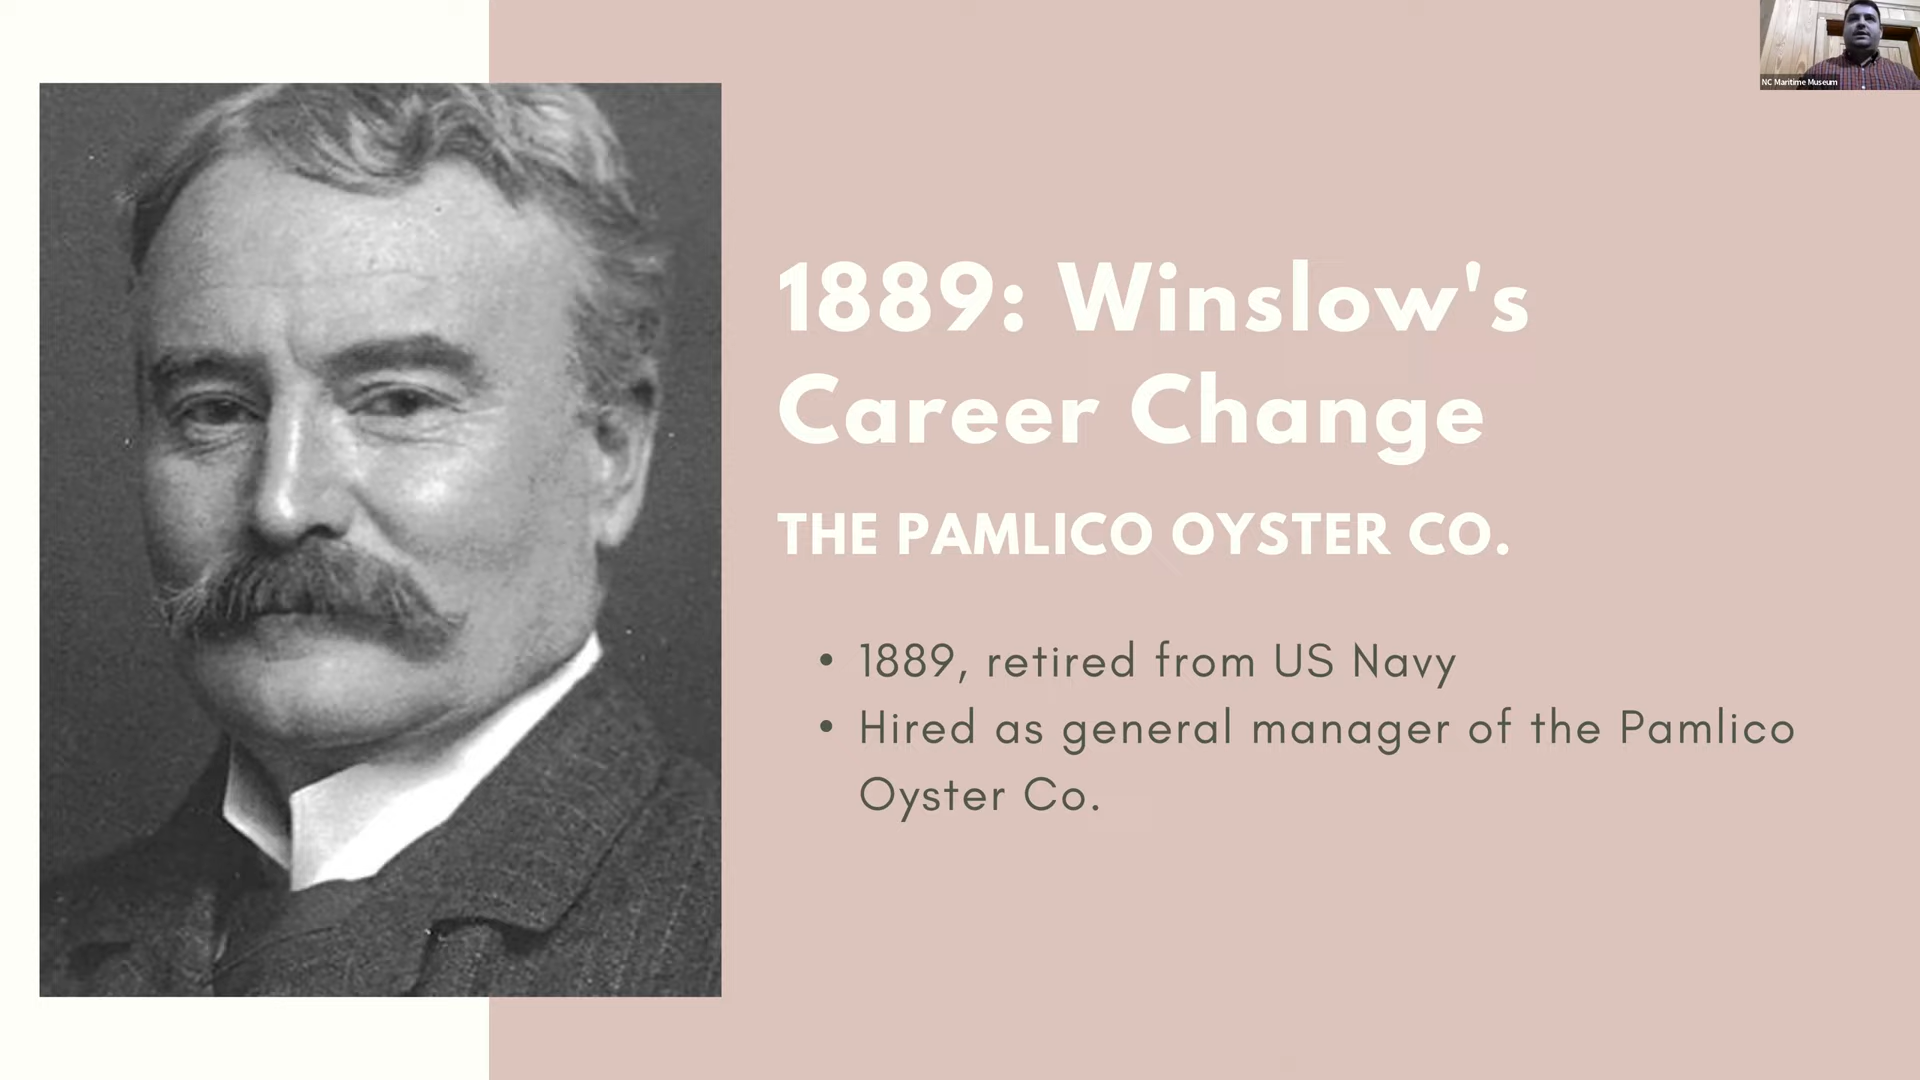 NC Maritime Museum
1889: Winslow's
Career Change
THE PAMLICO OYSTER CO.
• 1889, retired from US Navy
• Hired as general manager of the Pamlico
Oyster Co.